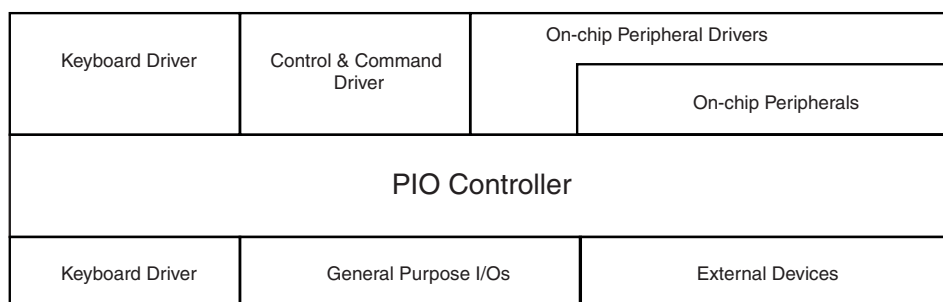 On-chip Peripheral Drivers
Keyboard Driver
Control & Command
Driver
On-chip Peripherals
PIO Controller
Keyboard Driver
General Purpose I/Os
External Devices